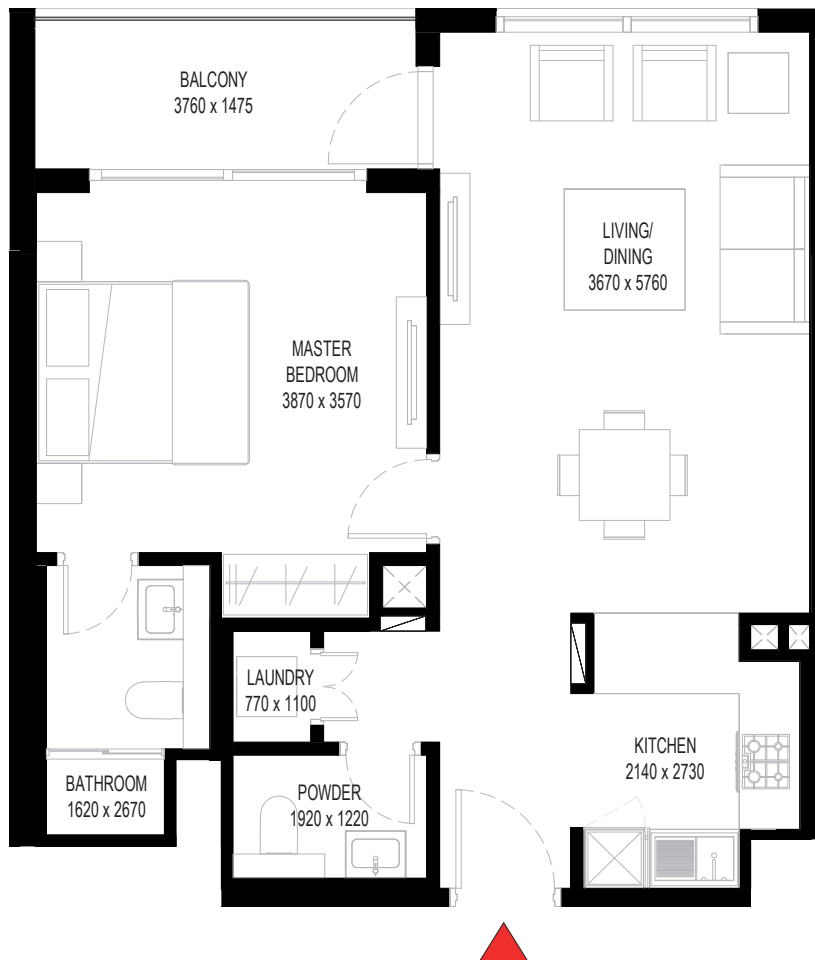 BALCONY
3760 x 1475
LIVING/
DINING
3670 x 5760
MASTER
BEDROOM
3870 x 3570
LAUNDRY
770 x 1100
KITCHEN
2140 x 2730
BATHROOM
1620 x 2670
POWDER
1920 x 1220